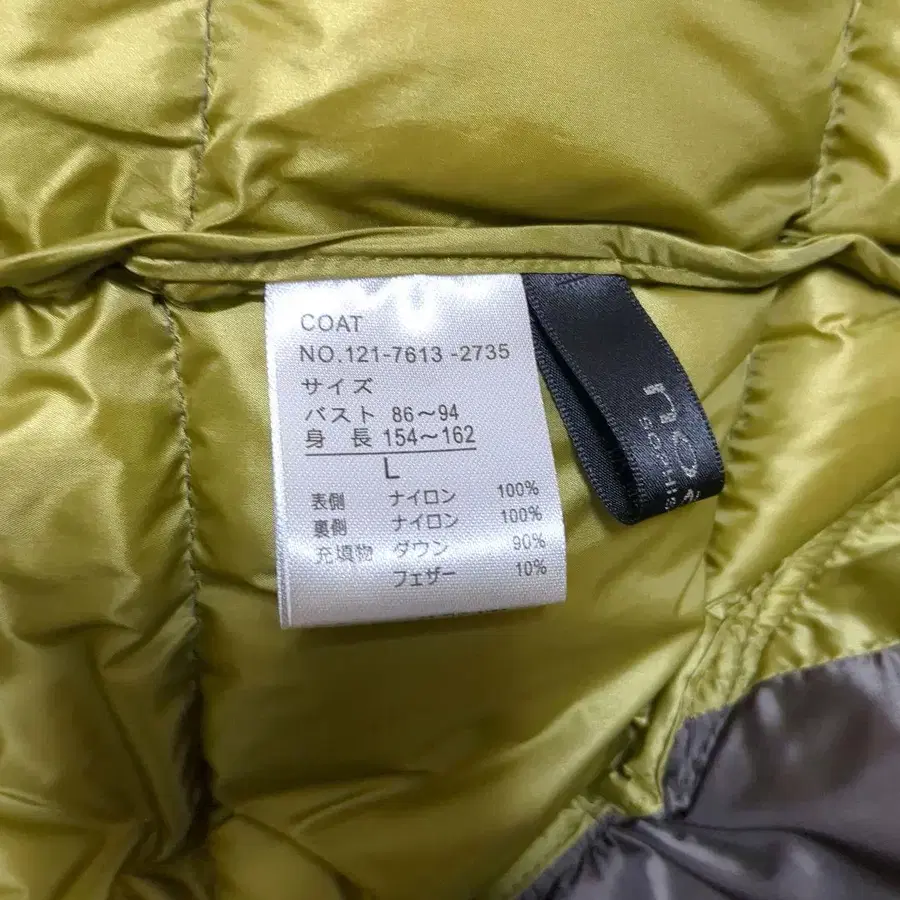 COAT
NO.121-7613 -2735
サイズ
バスト 86～94
身 長 154～162
L
表側 ナイロン 100%
裏側 ナイロン 100%
充填物 ダウン 90%
フェザー 10%